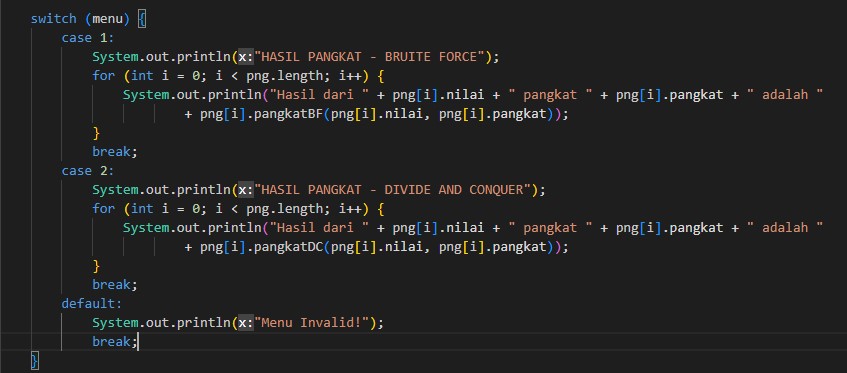 switch (menu) {
    case 1:
        System.out.println(x:"HASIL PANGKAT - BRUITE FORCE");
        for (int i = 0; i < png.length; i++) {
            System.out.println("Hasil dari " + png[i].nilai + " pangkat " + png[i].pangkat + " adalah "
                    + png[i].pangkatBF(png[i].nilai, png[i].pangkat));
        }
        break;
    case 2:
        System.out.println(x:"HASIL PANGKAT - DIVIDE AND CONQUER");
        for (int i = 0; i < png.length; i++) {
            System.out.println("Hasil dari " + png[i].nilai + " pangkat " + png[i].pangkat + " adalah "
                    + png[i].pangkatDC(png[i].nilai, png[i].pangkat));
        }
        break;
    default:
        System.out.println(x:"Menu Invalid!");
        break;
}